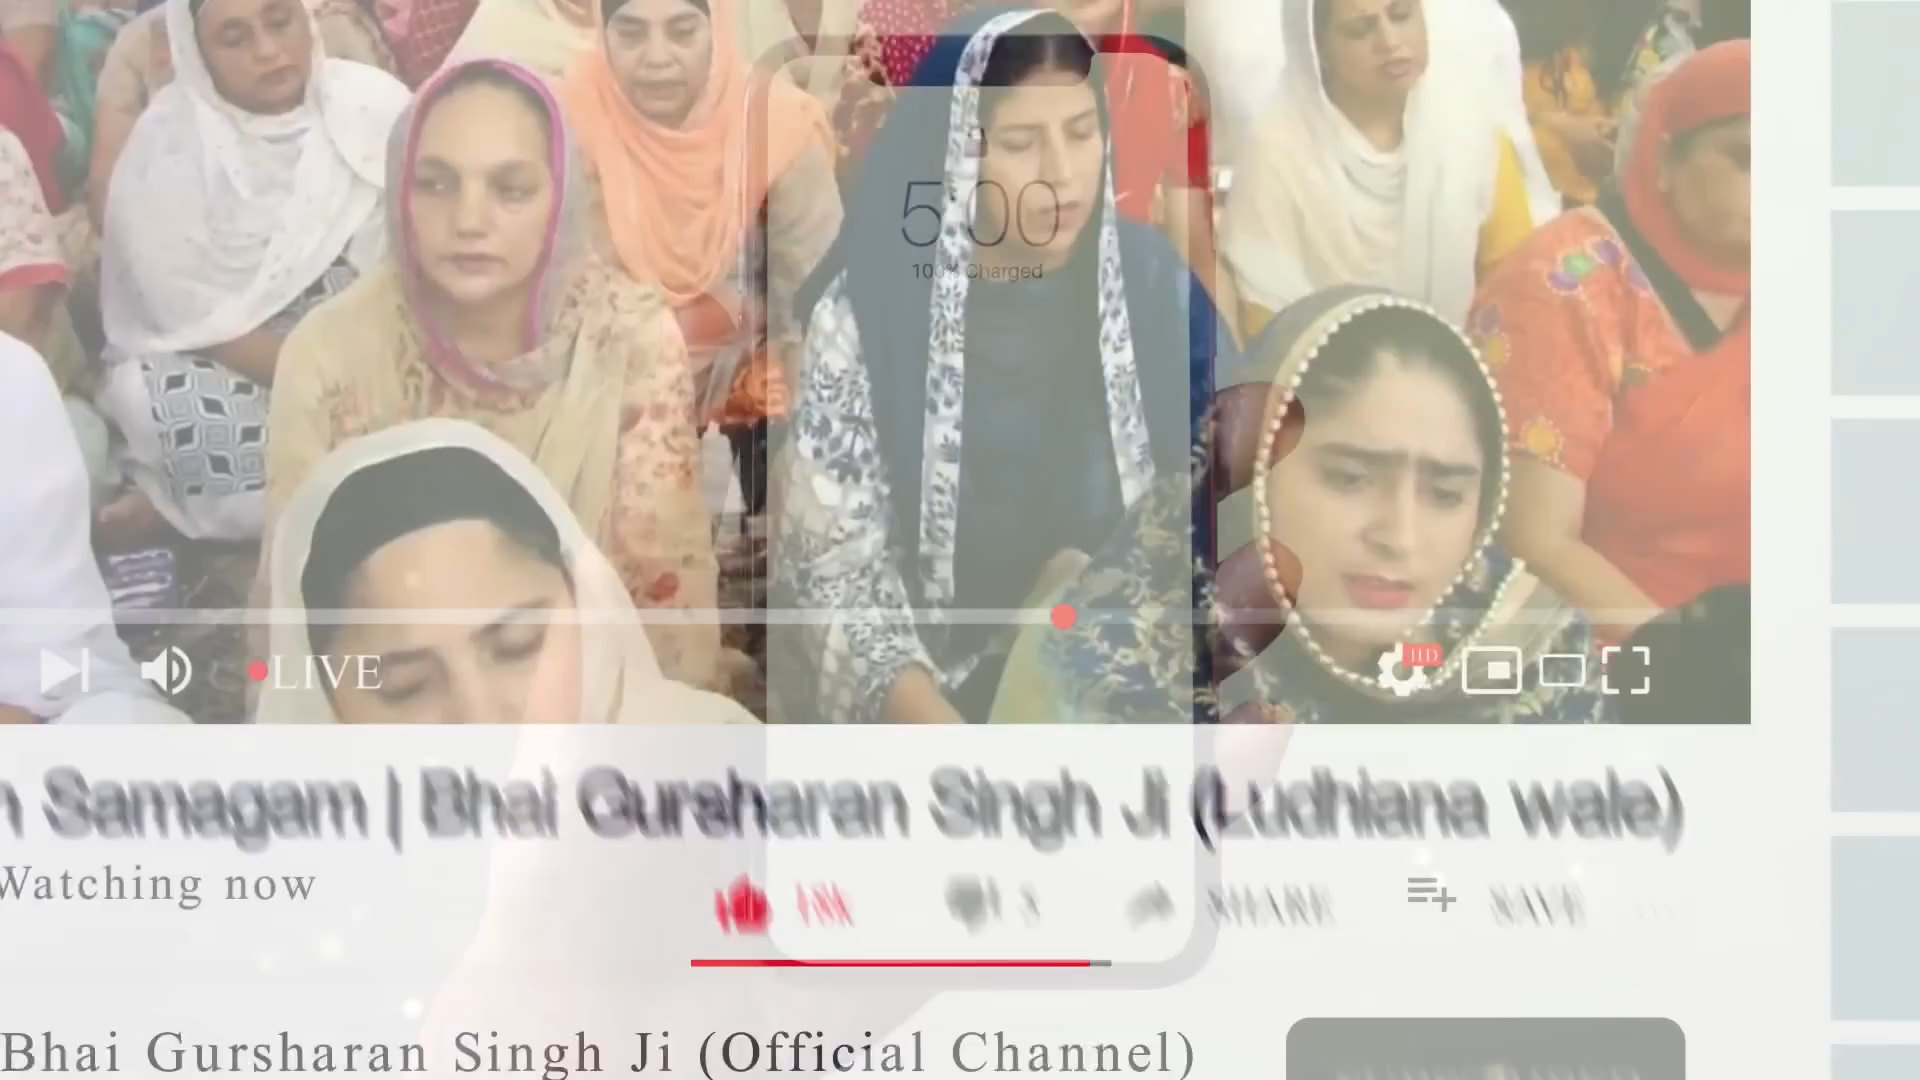 5:00
100% Charged
LIVE
HD
Samagam | Bhai Gursharan Singh Ji (Ludhiana wale)
Watching now
SHARE
SAVE
Bhai Gursharan Singh Ji (Official Channel)